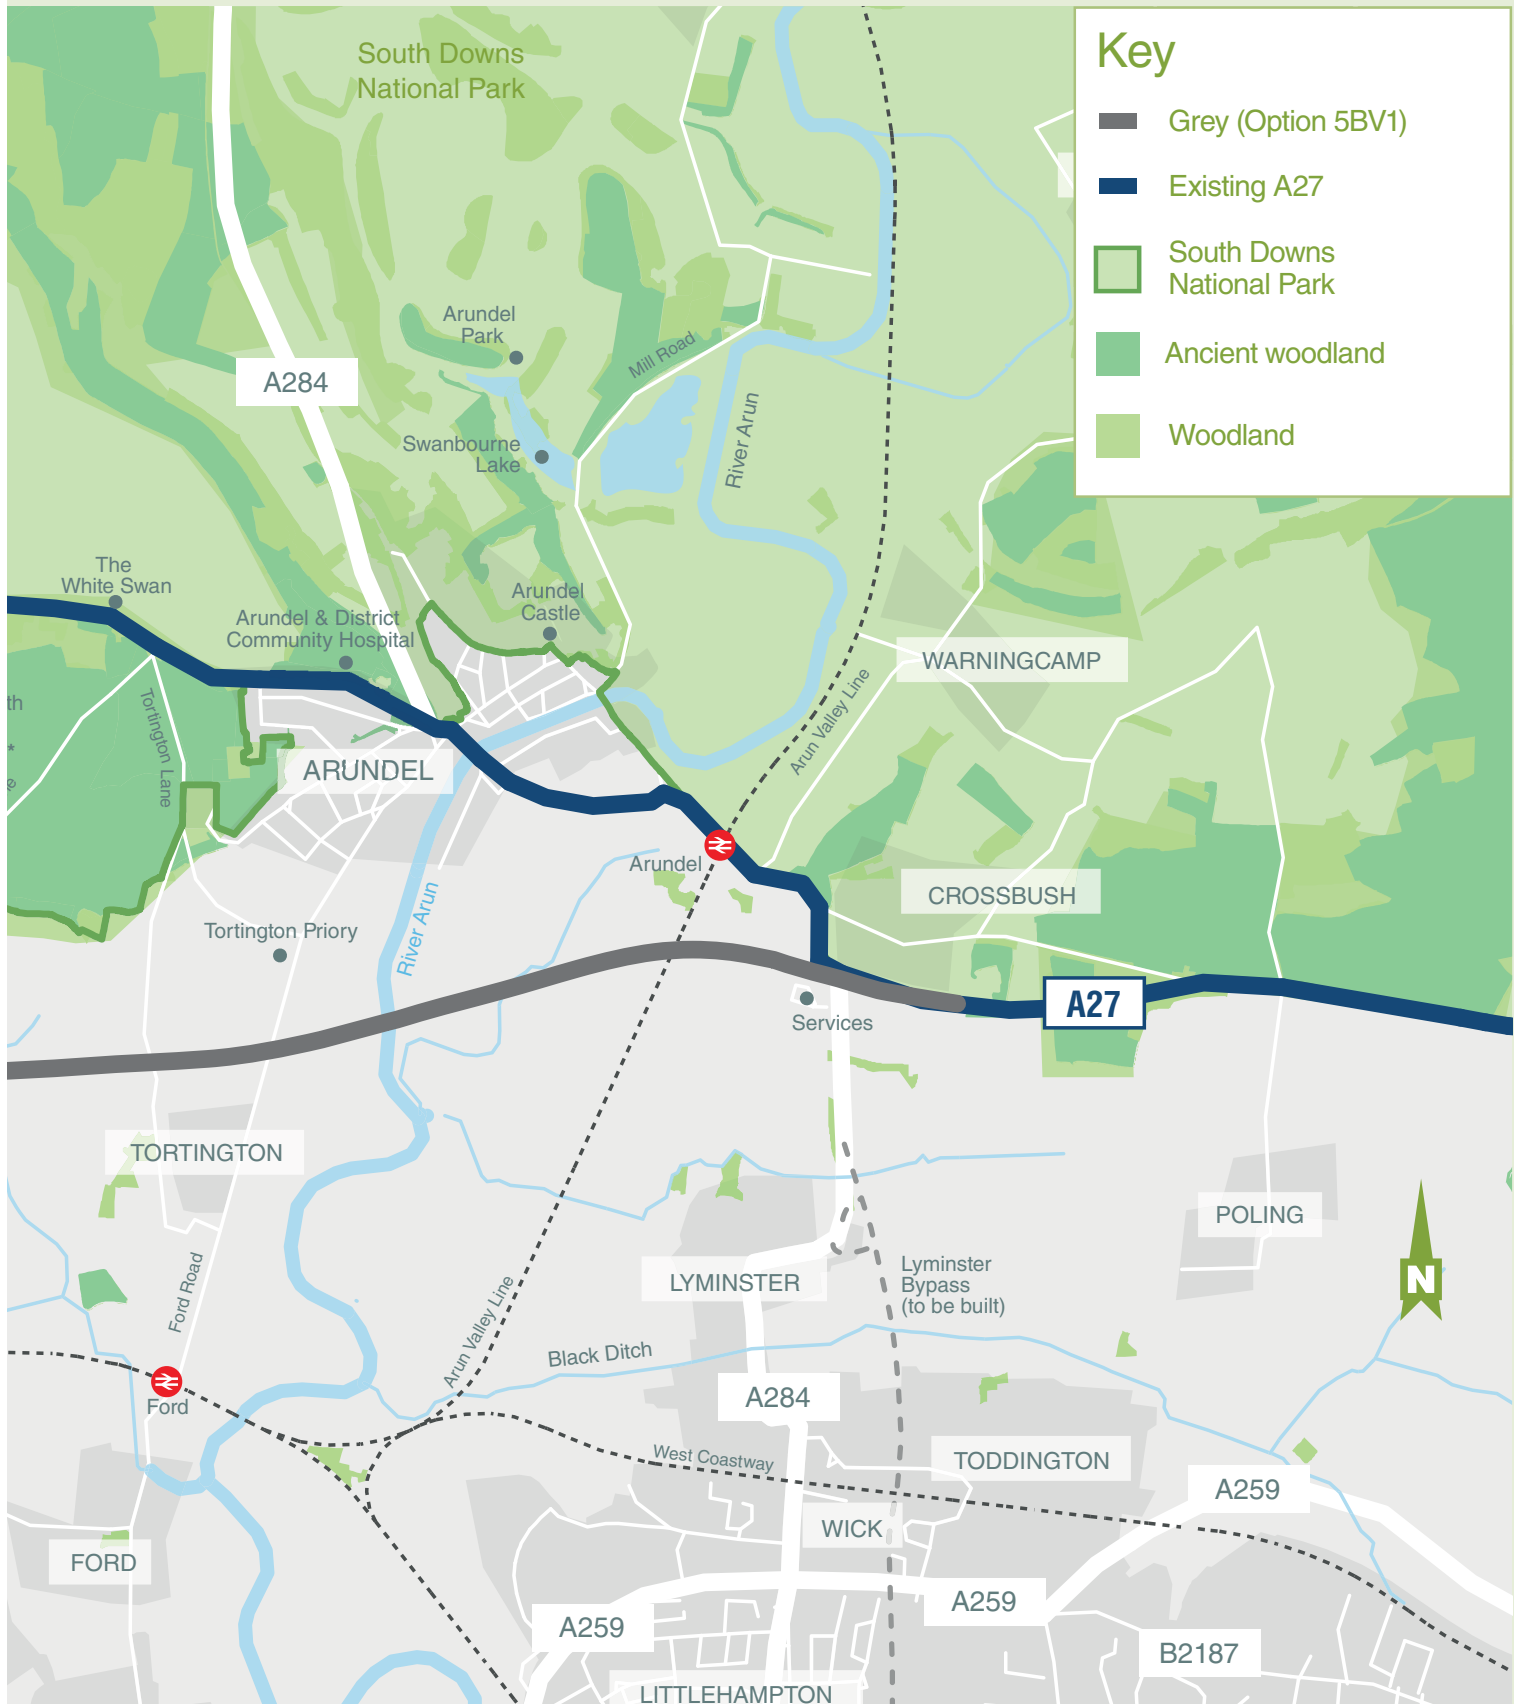 South Downs
National Park
Key
Grey (Option 5BV1)
Existing A27
South Downs
National Park
Ancient woodland
Woodland
Arundel
Park
Mill Road
A284
River Arun
Swanbourne
Lake
The
White Swan
Arundel & District
Community Hospital
Arundel
Castle
WARNINGCAMP
th
*
e
Tortington Lane
Arun Valley Line
ARUNDEL
Arundel
CROSSBUSH
River Arun
Tortington Priory
A27
Services
TORTINGTON
POLING
N
Ford Road
LYMINSTER
Lyminster
Bypass
(to be built)
Arun Valley Line
Black Ditch
Ford
A284
West Coastway
TODDINGTON
A259
WICK
FORD
A259
A259
B2187
LITTLEHAMPTON